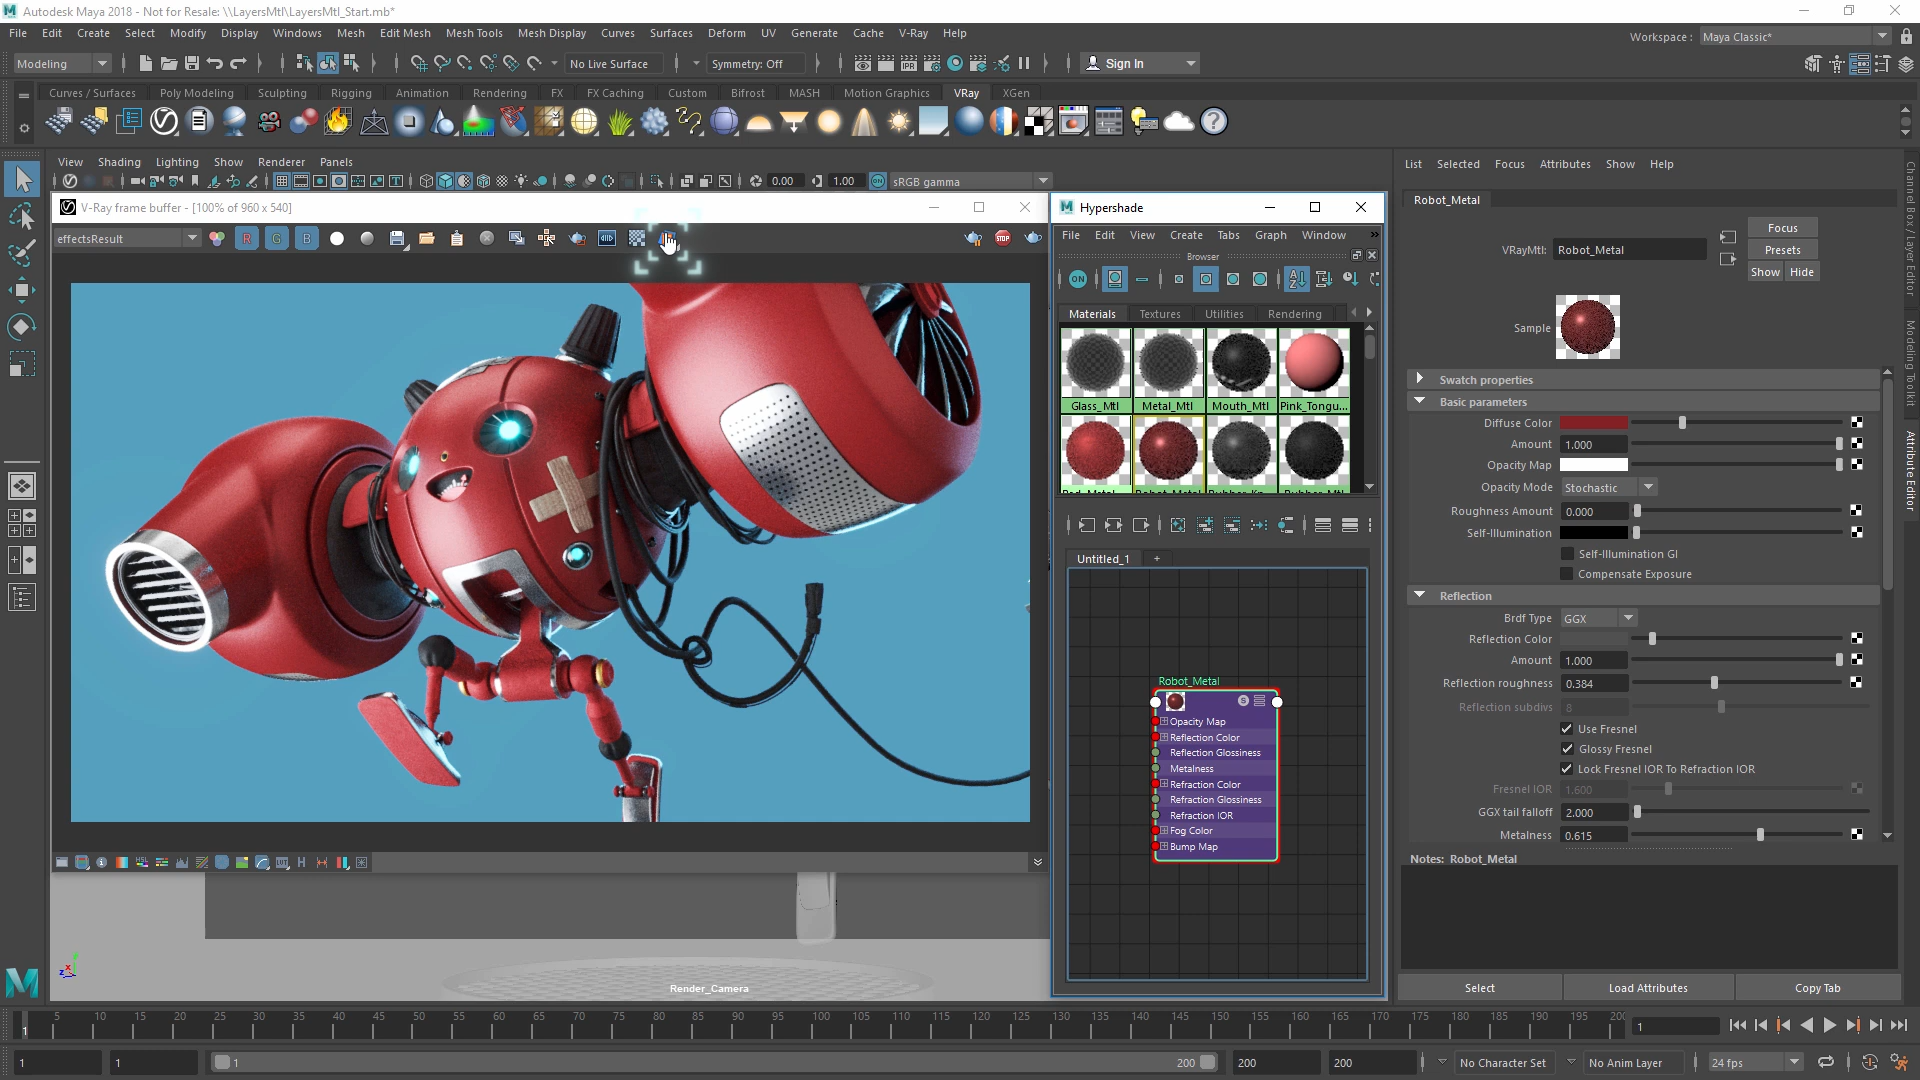 Autodesk Maya 2018 - Not for Resale: \\LayersMtl\LayersMtl_Start.mb*
File Edit Create Select Modify Display Windows Mesh Edit Mesh Mesh Tools Mesh Display Curves Surfaces Deform UV Generate Cache V-Ray Help
Workspace : Maya Classic*
Modeling No Live Surface Symmetry: Off Sign In
Curves / Surfaces Poly Modeling Sculpting Rigging Animation Rendering FX FX Caching Custom Bifrost MASH Motion Graphics VRay XGen
View Shading Lighting Show Renderer Panels
0.00 1.00 sRGB gamma
V-Ray frame buffer - [100% of 960 x 540]
effectsResult R G B
STOP
Render_Camera
Hypershade
File Edit View Create Tabs Graph Window
Browser
ON
Materials Textures Utilities Rendering
Glass_Mtl Metal_Mtl Mouth_Mtl Pink_Tongu...
Untitled_1 +
Robot_Metal
Opacity Map
Reflection Color
Reflection Glossiness
Metalness
Refraction Color
Refraction Glossiness
Refraction IOR
Fog Color
Bump Map
List Selected Focus Attributes Show Help
Robot_Metal
VRayMtl: Robot_Metal
Focus
Presets
Show Hide
Sample
Swatch properties
Basic parameters
Diffuse Color
Amount 1.000
Opacity Map
Opacity Mode Stochastic
Roughness Amount 0.000
Self-Illumination
Self-Illumination GI
Compensate Exposure
Reflection
Brdf Type GGX
Reflection Color
Amount 1.000
Reflection roughness 0.384
Reflection subdivs 8
Use Fresnel
Glossy Fresnel
Lock Fresnel IOR To Refraction IOR
Fresnel IOR 1.600
GGX tail falloff 2.000
Metalness 0.615
Notes: Robot_Metal
Select Load Attributes Copy Tab
Channel Box / Layer Editor
Modeling Toolkit
Attribute Editor
5 10 15 20 25 30 35 40 45 50 55 60 65 70 75 80 85 90 95 100 105 110 115 120 125 130 135 140 145 150 155 160 165 170 175 180 185 190 195
1 1
1 1 1 200 200 200 No Character Set No Anim Layer 24 fps